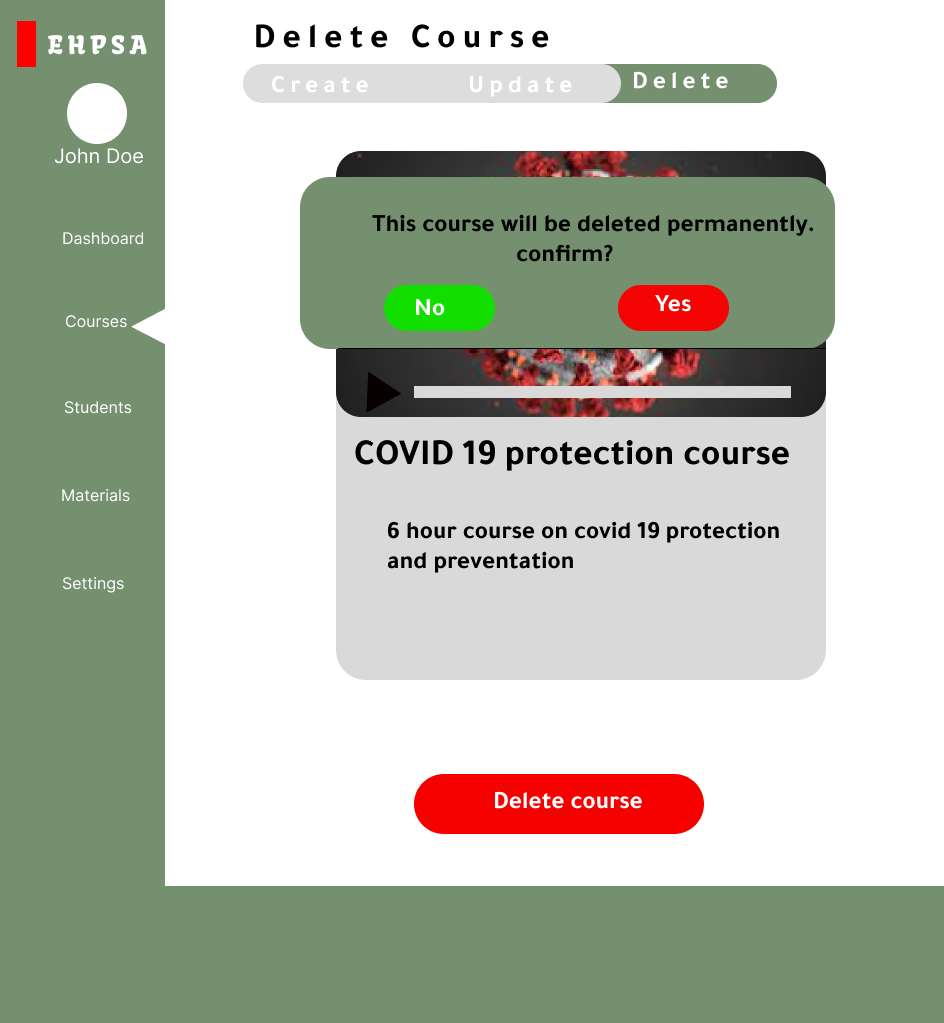 EHPSA
John Doe
Dashboard
Courses
Students
Materials
Settings
Delete Course
Create Update Delete
This course will be deleted permanently.
confirm?
No Yes
COVID 19 protection course
6 hour course on covid 19 protection
and preventation
Delete course